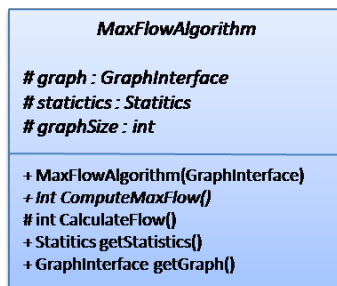 MaxFlowAlgorithm
# graph : GraphInterface
# statictics : Statitics
# graphSize : int
+ MaxFlowAlgorithm(GraphInterface)
+ Int ComputeMaxFlow()
# int CalculateFlow()
+ Statitics getStatistics()
+ GraphInterface getGraph()